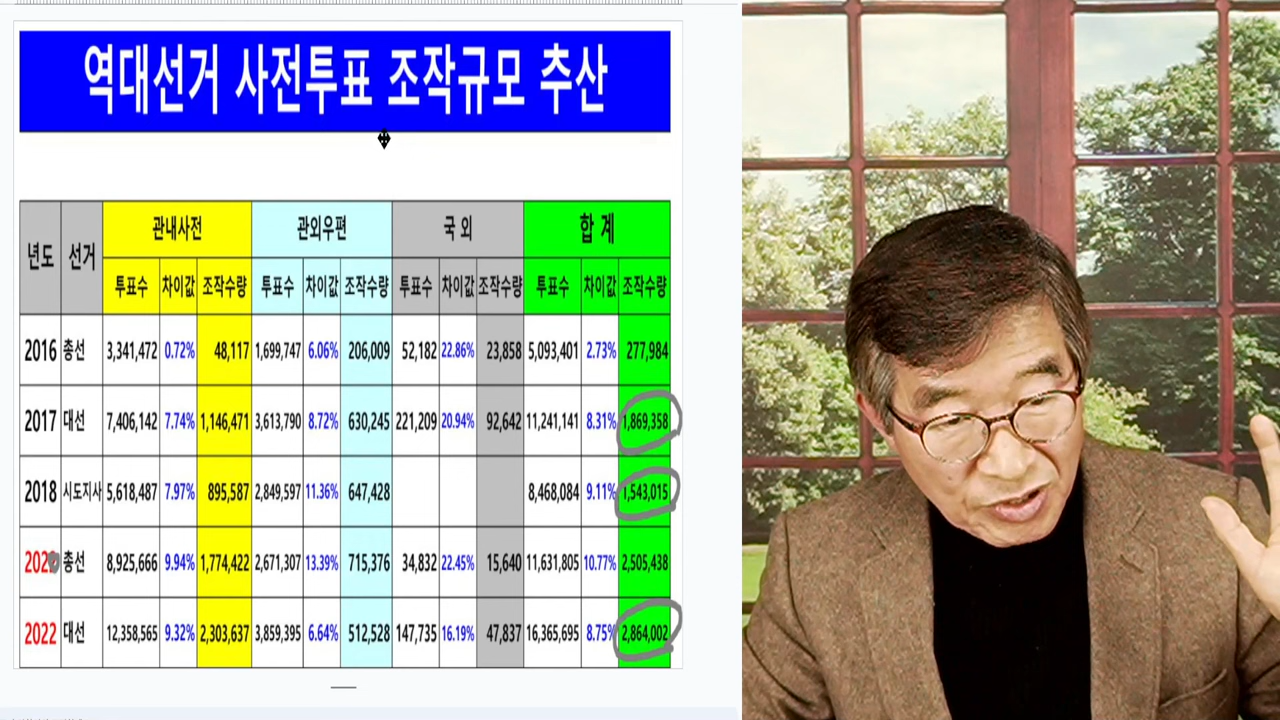 역대선거 사전투표 조작규모 추산
년도 선거 관내사전 관외우편 국 외 합 계
투표수 차이값 조작수량 투표수 차이값 조작수량 투표수 차이값 조작수량 투표수 차이값 조작수량
2016 총선 3,341,472 0.72% 48,117 1,699,747 6.06% 206,009 52,182 22.86% 23,858 5,093,401 2.73% 277,984
2017 대선 7,406,142 7.74% 1,146,471 3,613,790 8.72% 630,245 221,209 20.94% 92,642 11,241,141 8.31% 1,869,358
2018 시도지사 5,618,487 7.97% 895,587 2,849,597 11.36% 647,428 8,468,084 9.11% 1,543,015
2020 총선 8,925,666 9.94% 1,774,422 2,671,307 13.39% 715,376 34,832 22.45% 15,640 11,631,805 10.77% 2,505,438
2022 대선 12,358,565 9.32% 2,303,637 3,859,395 6.64% 512,528 147,735 16.19% 47,837 16,365,695 8.75% 2,864,002